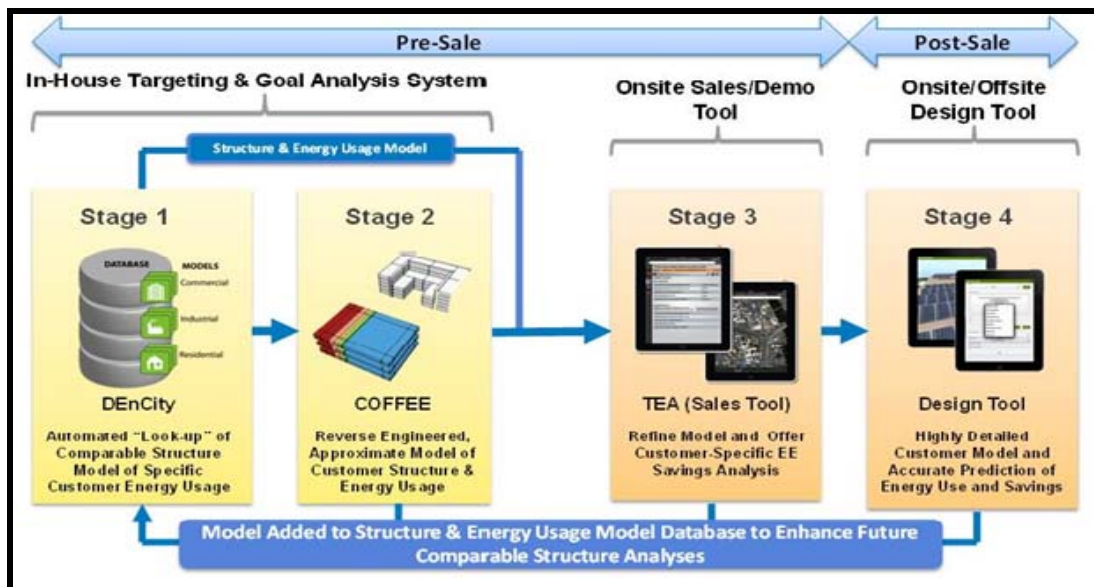 Pre-Sale
Post-Sale
In-House Targeting & Goal Analysis System
Onsite Sales/Demo
Tool
Onsite/Offsite
Design Tool
Structure & Energy Usage Model
Stage 1
DATABASE
MODELS
Commercial
Industrial
Residential
DEnCity
Automated "Look-up" of
Comparable Structure
Model of Specific
Customer Energy Usage
Stage 2
COFFEE
Reverse Engineered,
Approximate Model of
Customer Structure &
Energy Usage
Stage 3
TEA (Sales Tool)
Refine Model and Offer
Customer-Specific EE
Savings Analysis
Stage 4
Design Tool
Highly Detailed
Customer Model and
Accurate Prediction of
Energy Use and Savings
Model Added to Structure & Energy Usage Model Database to Enhance Future
Comparable Structure Analyses